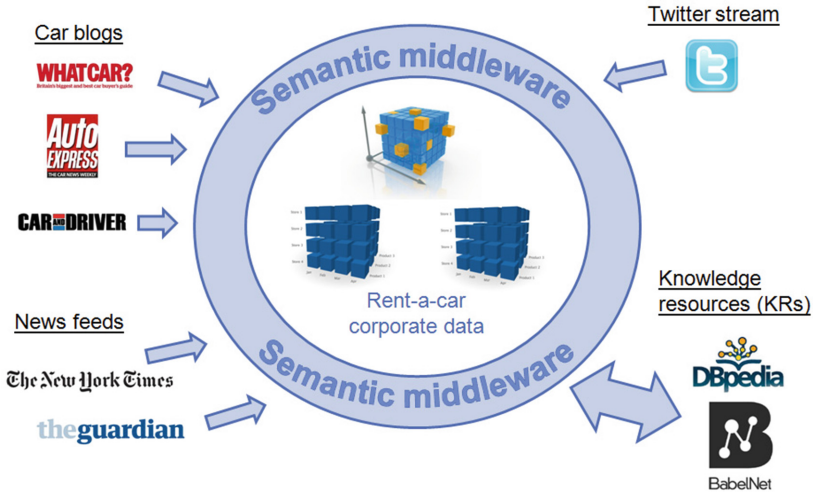 Car blogs
WHATCAR?
Britain's biggest and best car buyer's guide
Auto
EXPRESS
THE CAR NEWS WEEKLY
CAR AND DRIVER
News feeds
The New York Times
theguardian
Semantic middleware
Rent-a-car
corporate data
Semantic middleware
Twitter stream
Knowledge
resources (KRs)
DBpedia
BabelNet